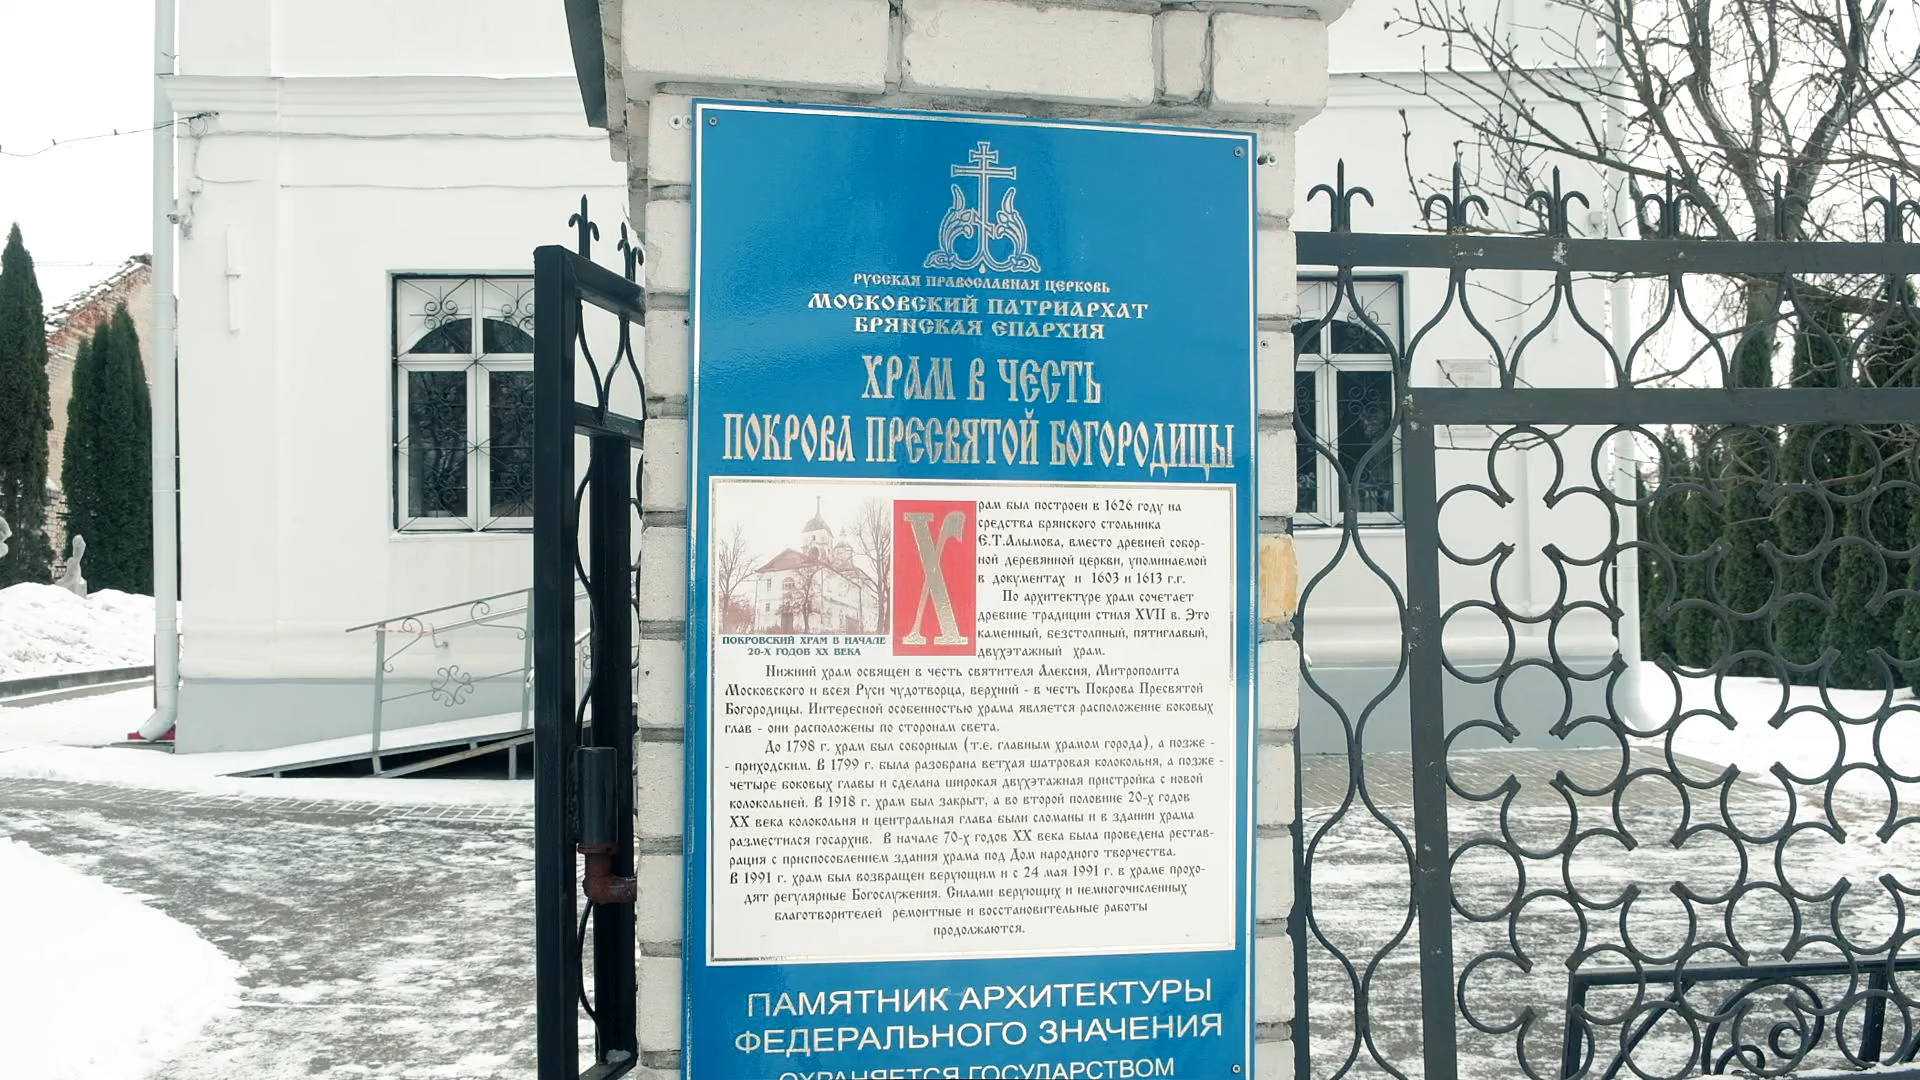 РУССКАЯ ПРАВОСЛАВНАЯ ЦЕРКОВЬ
МОСКОВСКИЙ ПАТРИАРХАТ
БРЯНСКАЯ ЕПАРХИЯ
ХРАМ В ЧЕСТЬ
ПОКРОВА ПРЕСВЯТОЙ БОГОРОДИЦЫ
ПОКРОВСКИЙ ХРАМ В НАЧАЛЕ
20-Х ГОДОВ ХХ ВЕКА
Храм был построен в 1626 году на
средства брянского стольника
Е.Т.Алымова, вместо древней собор-
ной деревянной церкви, упоминаемой
в документах и 1603 и 1613 г.г.
По архитектуре храм сочетает
древние традиции стиля XVII в. Это
каменный, безстолпный, пятиглавый,
двухэтажный храм.
Нижний храм освящен в честь святителя Алексия, Митрополита
Московского и всея Руси чудотворца, верхний - в честь Покрова Пресвятой
Богородицы. Интересной особенностью храма является расположение боковых
глав - они расположены по сторонам света.
До 1798 г. храм был соборным (т.е. главным храмом города), а позже -
- приходским. В 1799 г. была разобрана ветхая шатровая колокольня, а позже -
четыре боковых главы и сделана широкая двухэтажная пристройка с новой
колокольней. В 1918 г. храм был закрыт, а во второй половине 20-х годов
ХХ века колокольня и центральная глава были сломаны и в здании храма
разместился госархив. В начале 70-х годов ХХ века была проведена рестав-
рация с приспособлением здания храма под Дом народного творчества.
В 1991 г. храм был возвращен верующим и с 24 мая 1991 г. в храме прохо-
дят регулярные Богослужения. Силами верующих и немногочисленных
благотворителей ремонтные и восстановительные работы
продолжаются.
ПАМЯТНИК АРХИТЕКТУРЫ
ФЕДЕРАЛЬНОГО ЗНАЧЕНИЯ
ОХРАНЯЕТСЯ ГОСУДАРСТВОМ